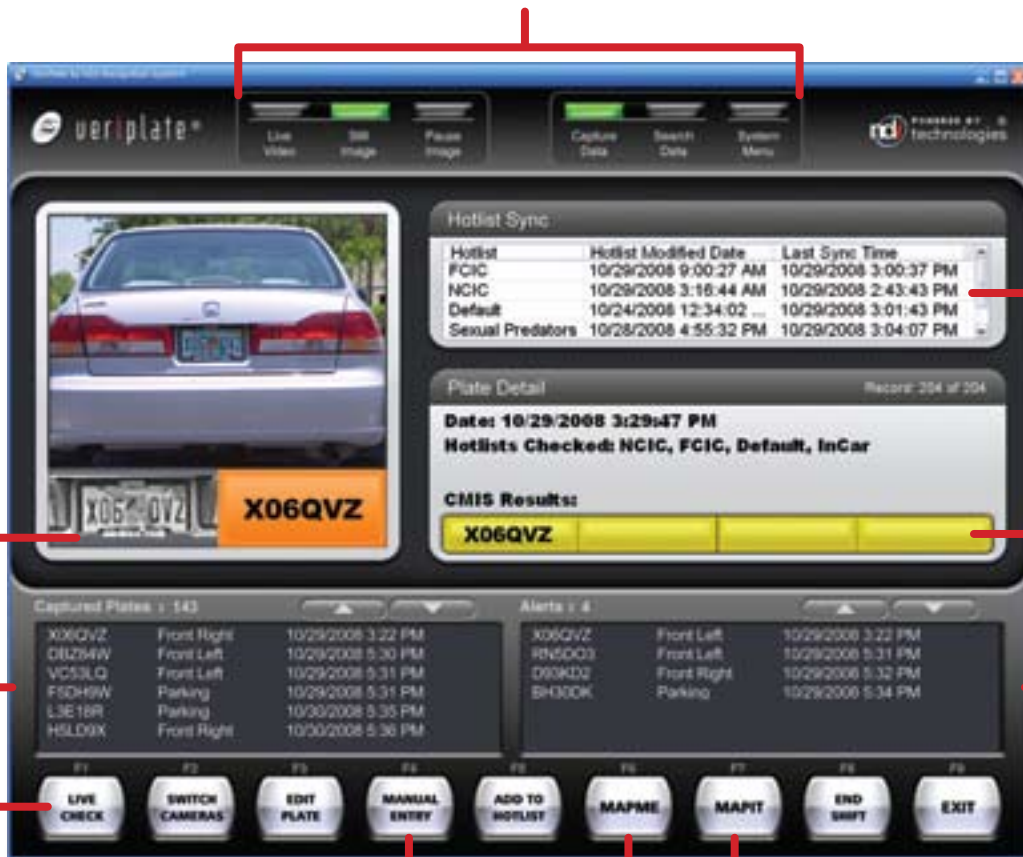 veriplate®
Live Video
Still Image
Pause Image
Capture Data
Search Data
System Menu
ndi POWERED BY ® technologies
Hotlist Sync
Hotlist Hotlist Modified Date Last Sync Time
FCIC 10/29/2008 9:00:27 AM 10/29/2008 3:00:37 PM
NCIC 10/29/2008 3:16:44 AM 10/29/2008 2:43:43 PM
Default 10/24/2008 12:34:02 ... 10/29/2008 3:01:43 PM
Sexual Predators 10/28/2008 4:55:32 PM 10/29/2008 3:04:07 PM
Plate Detail Record: 204 of 204
Date: 10/29/2008 3:29:47 PM
Hotlists Checked: NCIC, FCIC, Default, InCar
CMIS Results:
X06QVZ
X06 QVZ
X06QVZ
Captured Plates : 143
X06QVZ Front Right 10/29/2008 3:22 PM
DBZ84W Front Left 10/29/2008 5:30 PM
VC53LQ Front Left 10/29/2008 5:31 PM
F5DH9W Parking 10/29/2008 5:31 PM
L3E18R Parking 10/30/2008 5:35 PM
H5LD9X Front Right 10/30/2008 5:36 PM
Alerts : 4
X06QVZ Front Left 10/29/2008 3:22 PM
RN5DO3 Front Left 10/29/2008 5:31 PM
D93KD2 Front Right 10/29/2008 5:32 PM
BH30DK Parking 10/29/2008 5:34 PM
F1 F2 F3 F4 F5 F6 F7 F8 F9
LIVE CHECK
SWITCH CAMERAS
EDIT PLATE
MANUAL ENTRY
ADD TO HOTLIST
MAPME
MAPIT
END SHIFT
EXIT